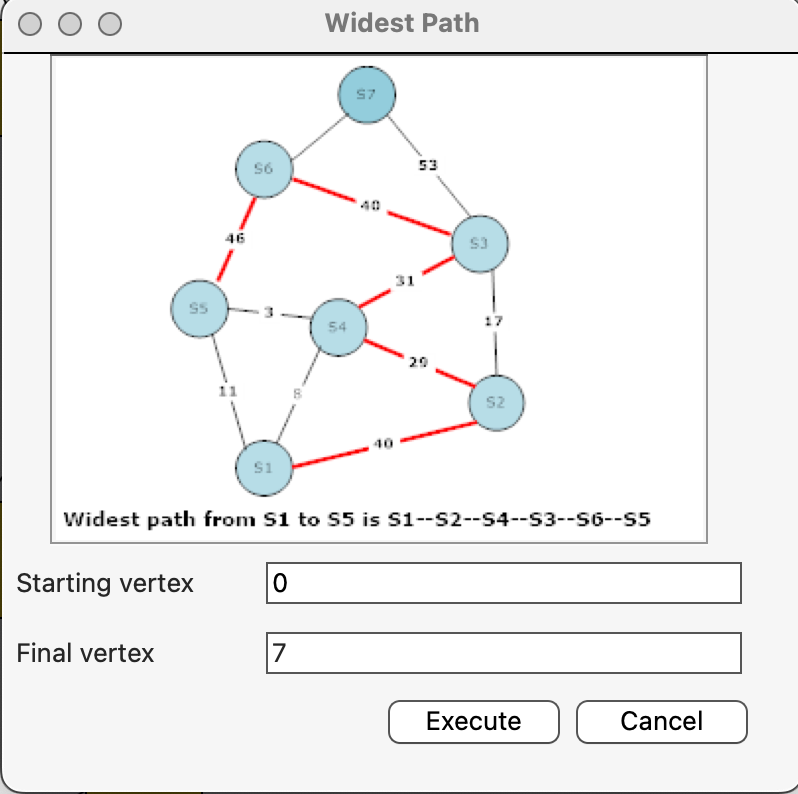 Widest Path
S7
53
S6
40
46
S3
31
S5
3
S4
17
29
11
8
S2
40
S1
Widest path from S1 to S5 is S1--S2--S4--S3--S6--S5
Starting vertex 0
Final vertex 7
Execute Cancel